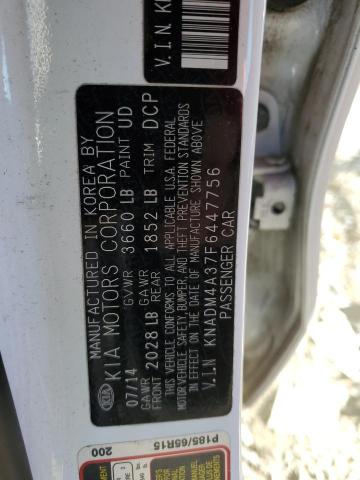 MANUFACTURED IN KOREA BY
KIA KIA MOTORS CORPORATION
07/14 GVWR 3660 LB PAINT UD
GAWR FRONT 2028 LB GAWR REAR 1852 LB TRIM DCP
THIS VEHICLE CONFORMS TO ALL APPLICABLE U.S.A. FEDERAL
MOTOR VEHICLE SAFETY, BUMPER, AND THEFT PREVENTION STANDARDS
IN EFFECT ON THE DATE OF MANUFACTURE SHOWN ABOVE
V.I.N KNADM4A37F6447756
PASSENGER CAR
V.I.N
P185/65R15
200